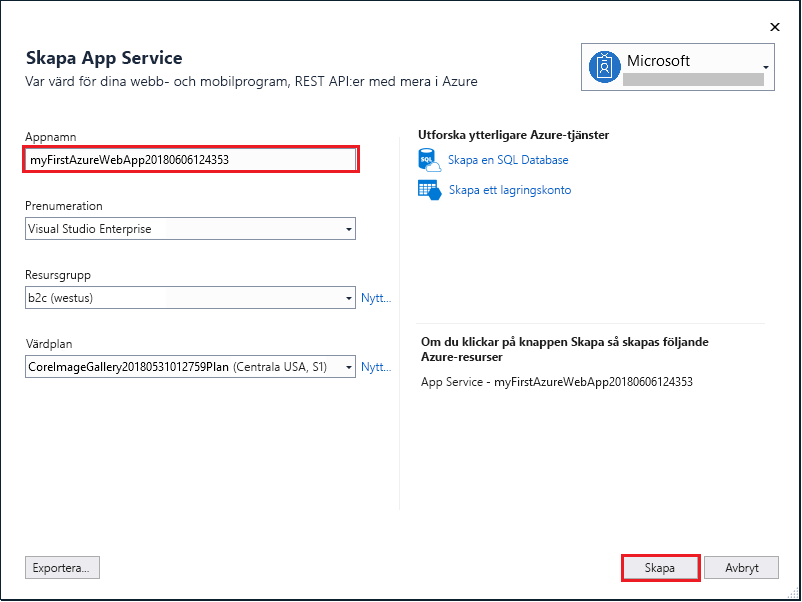 Skapa App Service
Var värd för dina webb- och mobilprogram, REST API:er med mera i Azure
Microsoft
Appnamn
myFirstAzureWebApp20180606124353
Prenumeration
Visual Studio Enterprise
Resursgrupp
b2c (westus)
Nytt...
Värdplan
CoreImageGallery20180531012759Plan (Centrala USA, S1)
Nytt...
Utforska ytterligare Azure-tjänster
SQL
Skapa en SQL Database
Skapa ett lagringskonto
Om du klickar på knappen Skapa så skapas följande
Azure-resurser
App Service - myFirstAzureWebApp20180606124353
Exportera...
Skapa
Avbryt